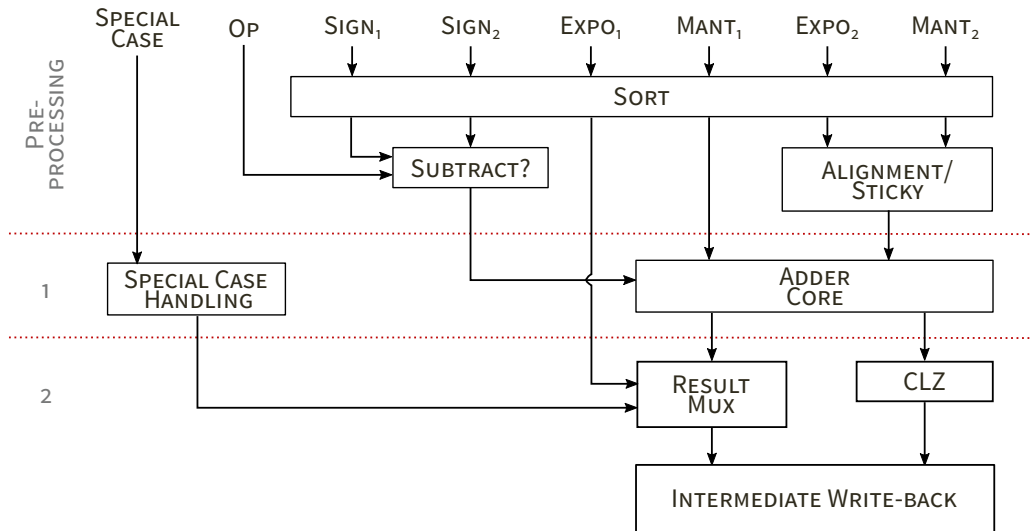 Special
Case
Op
Sign₁
Sign₂
Expo₁
Mant₁
Expo₂
Mant₂
Pre-
processing
Sort
Subtract?
Alignment/
Sticky
1
Special Case
Handling
Adder
Core
2
Result
Mux
CLZ
Intermediate Write-back